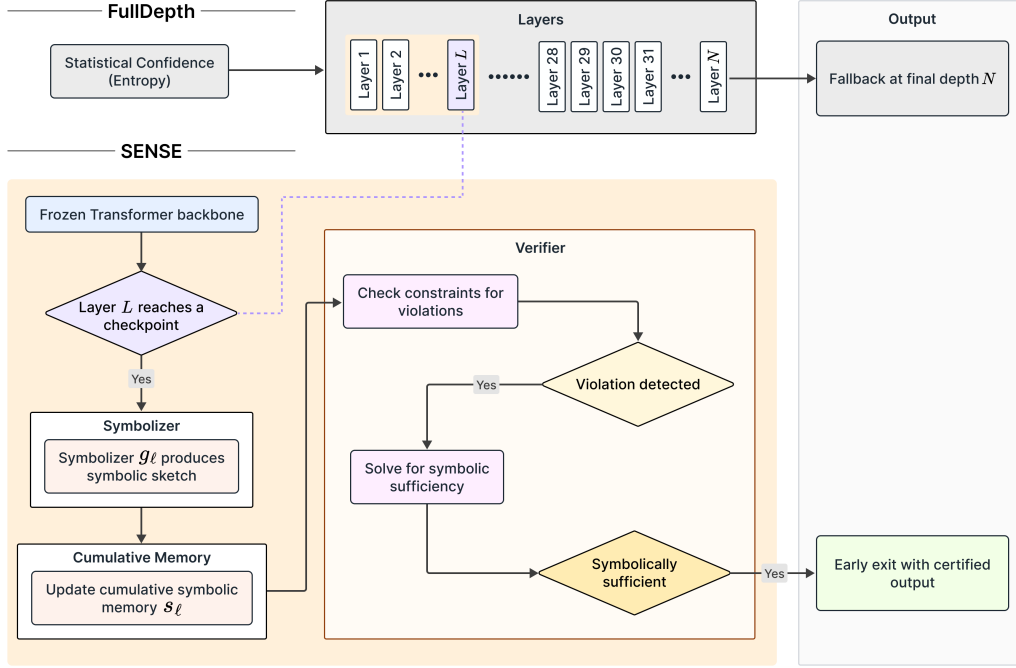 FullDepth
Statistical Confidence
(Entropy)
Layers
Layer 1
Layer 2
•••
Layer L
••••••
Layer 28
Layer 29
Layer 30
Layer 31
•••
Layer N
Output
Fallback at final depth N
SENSE
Frozen Transformer backbone
Layer L reaches a
checkpoint
Yes
Symbolizer
Symbolizer gℓ produces
symbolic sketch
Cumulative Memory
Update cumulative symbolic
memory sℓ
Verifier
Check constraints for
violations
Violation detected
Yes
Solve for symbolic
sufficiency
Symbolically
sufficient
Yes
Early exit with certified
output